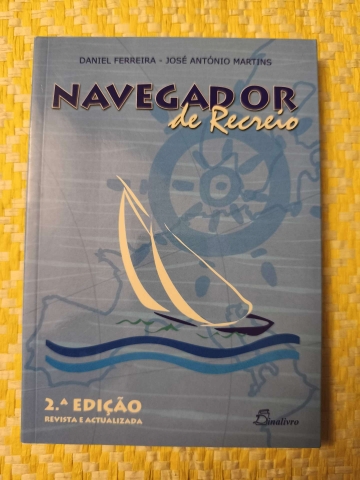 DANIEL FERREIRA - JOSÉ ANTÓNIO MARTINS
NAVEGADOR
de Recreio
2.ª EDIÇÃO
REVISTA E ACTUALIZADA
Dinalivro